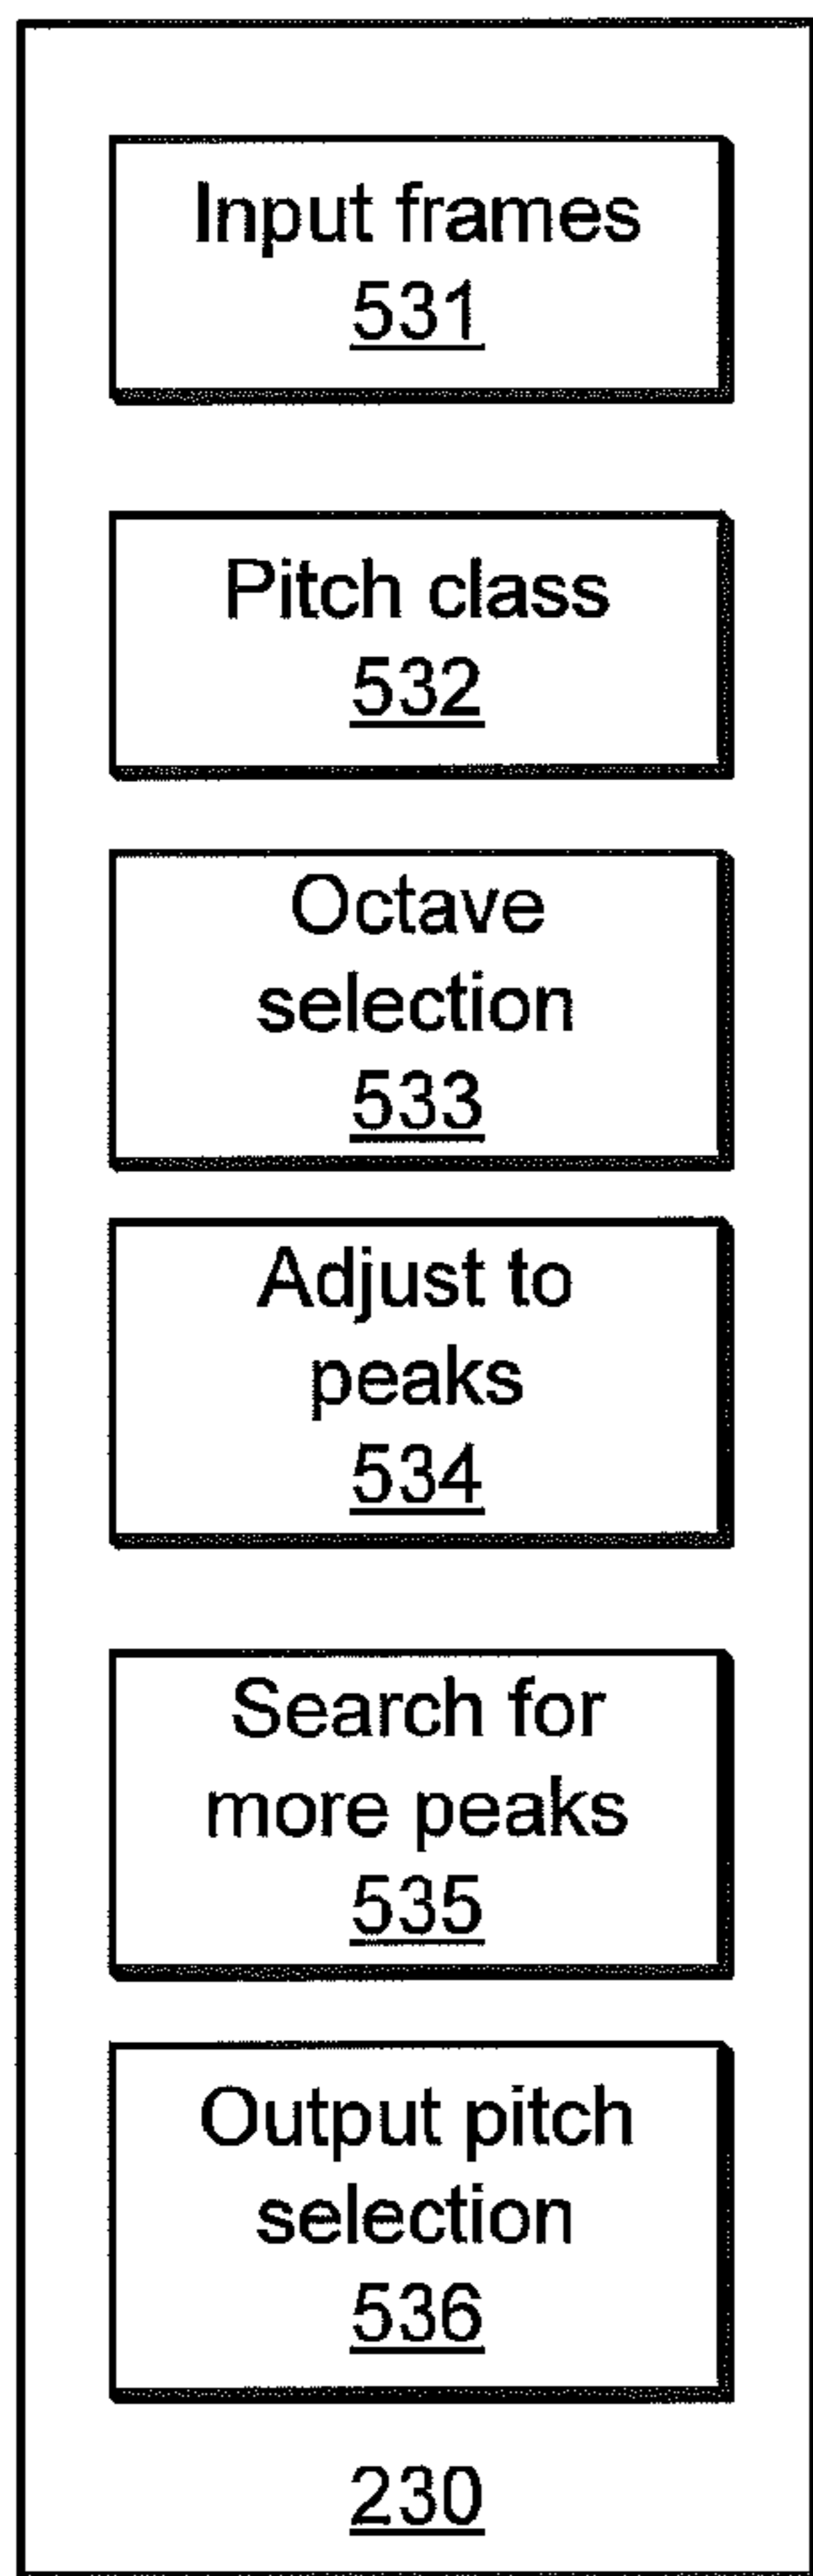 Input frames
531
Pitch class
532
Octave
selection
533
Adjust to
peaks
534
Search for
more peaks
535
Output pitch
selection
536
230